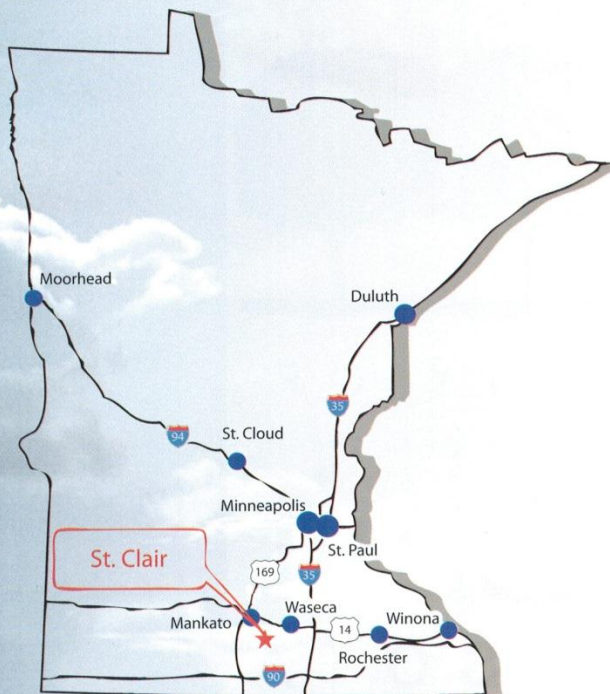 Moorhead
Duluth
35
94
St. Cloud
Minneapolis
St. Paul
St. Clair
169
35
Mankato
Waseca
14
Winona
Rochester
90